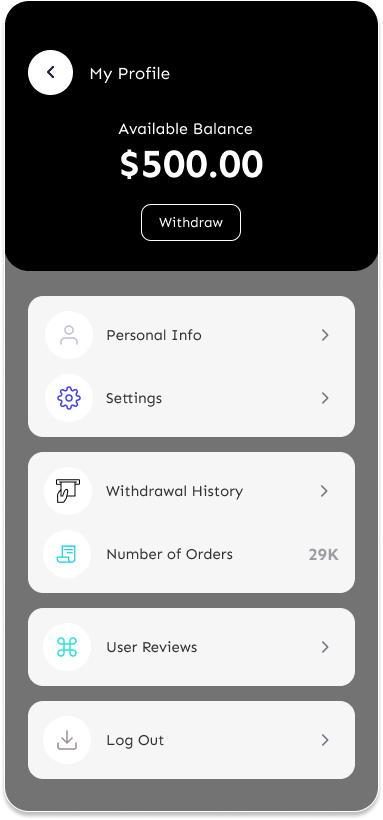 My Profile
Available Balance
$500.00
Withdraw
Personal Info
Settings
Withdrawal History
Number of Orders 29K
User Reviews
Log Out